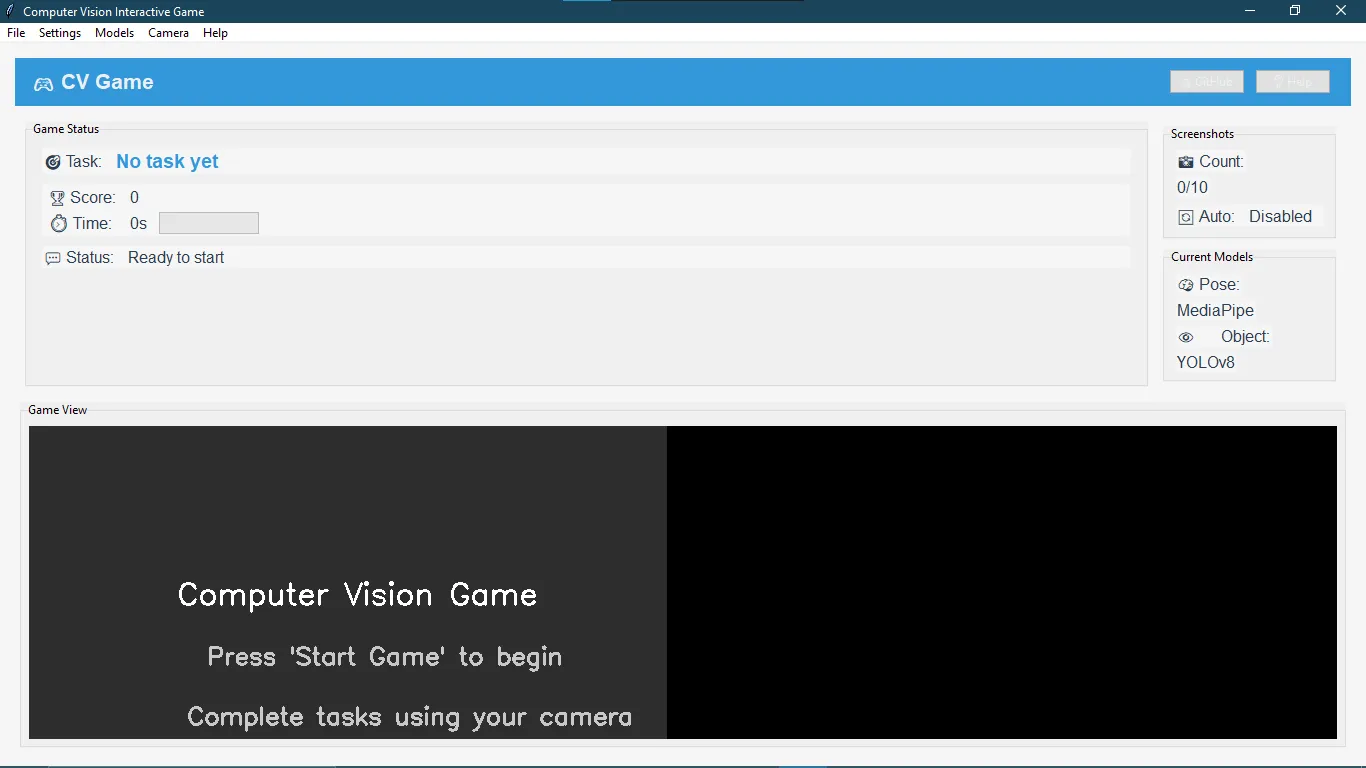 Computer Vision Interactive Game
File Settings Models Camera Help
CV Game
GitHub
Help
Game Status
Task: No task yet
Score: 0
Time: 0s
Status: Ready to start
Screenshots
Count:
0/10
Auto: Disabled
Current Models
Pose:
MediaPipe
Object:
YOLOv8
Game View
Computer Vision Game
Press 'Start Game' to begin
Complete tasks using your camera